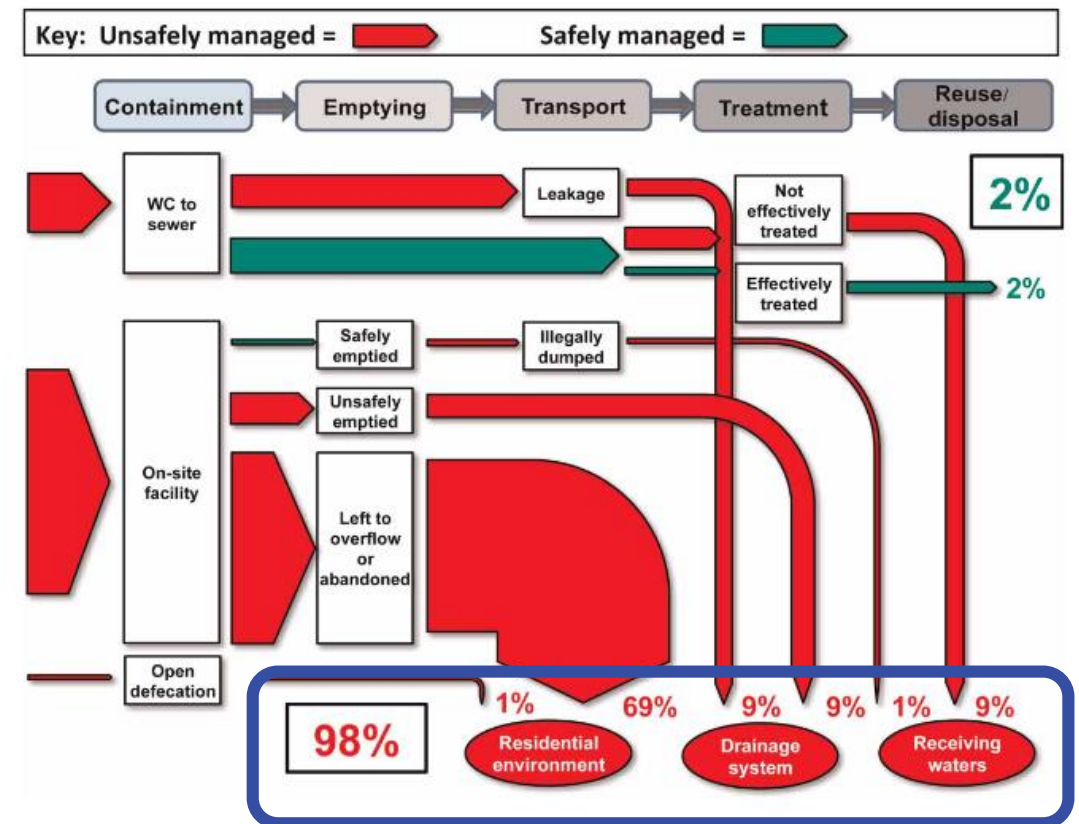 Key: Unsafely managed =
Safely managed =
Containment
Emptying
Transport
Treatment
Reuse/
disposal
WC to
sewer
Leakage
Not
effectively
treated
2%
Effectively
treated
2%
Safely
emptied
Illegally
dumped
Unsafely
emptied
On-site
facility
Left to
overflow
or
abandoned
Open
defecation
98%
1%
69%
9%
9%
1%
9%
Residential
environment
Drainage
system
Receiving
waters